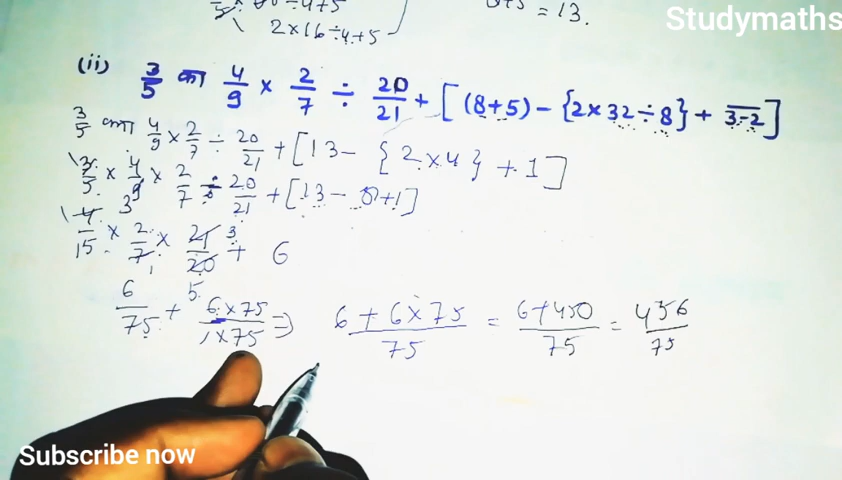 2×16÷4+5
= 13.
Studymaths
(ii) 3/5 का 4/9 × 2/7 ÷ 20/21 + [ (8+5) - {2×32÷8} + 3-2 ]
3/5 का 4/9 × 2/7 ÷ 20/21 + [13 - {2×4} + 1]
3/5 × 4/9 × 2/7 ÷ 20/21 + [13 - 8+1]
3
4/15 × 2/7 × 21/20 + 6
6/75 + 6×75/1×75 ⇒ 6 + 6×75/75 = 6+450/75 = 456/75
Subscribe now